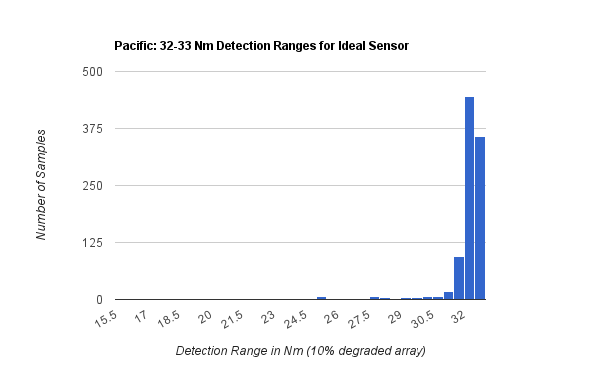 Pacific: 32-33 Nm Detection Ranges for Ideal Sensor
500
375
250
125
0
Number of Samples
15.5 17 18.5 20 21.5 23 24.5 26 27.5 29 30.5 32
Detection Range in Nm (10% degraded array)